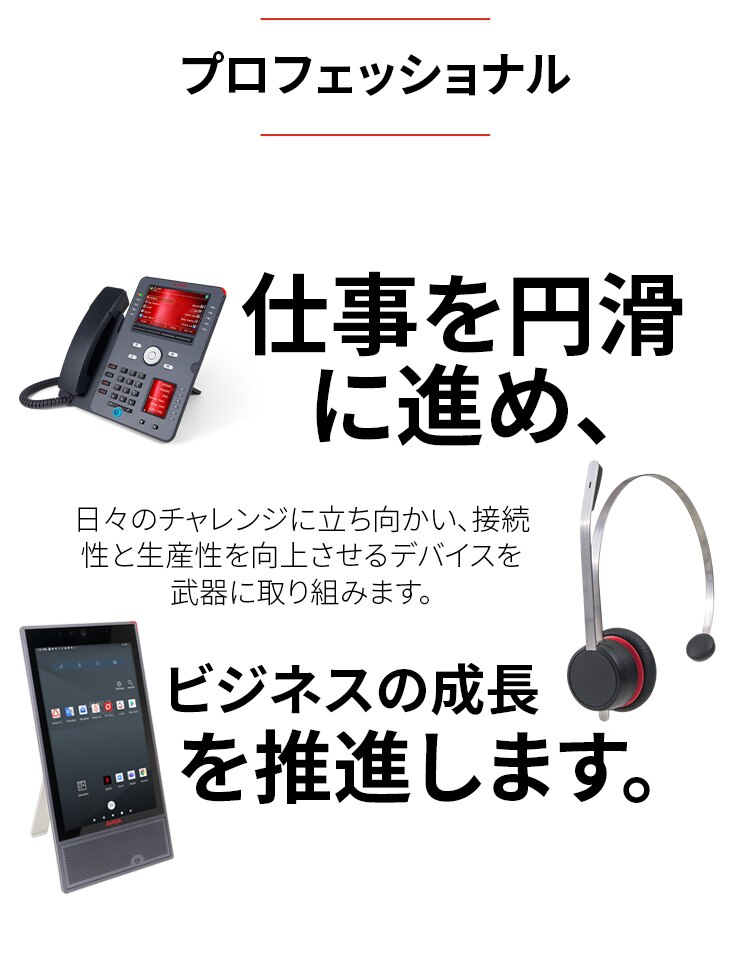 プロフェッショナル
仕事を円滑
に進め、
日々のチャレンジに立ち向かい、接続
性と生産性を向上させるデバイスを
武器に取り組みます。
ビジネスの成長
を推進します。
AVAYA